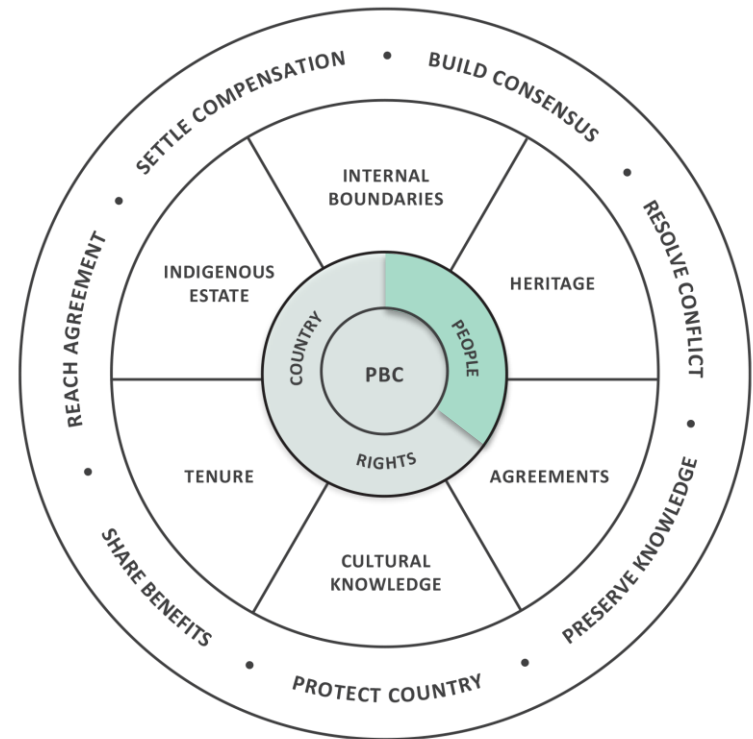 SETTLE COMPENSATION • BUILD CONSENSUS • RESOLVE CONFLICT • PRESERVE KNOWLEDGE • PROTECT COUNTRY • SHARE BENEFITS • REACH AGREEMENT •
INTERNAL
BOUNDARIES
HERITAGE
AGREEMENTS
CULTURAL
KNOWLEDGE
TENURE
INDIGENOUS
ESTATE
COUNTRY
PEOPLE
RIGHTS
PBC